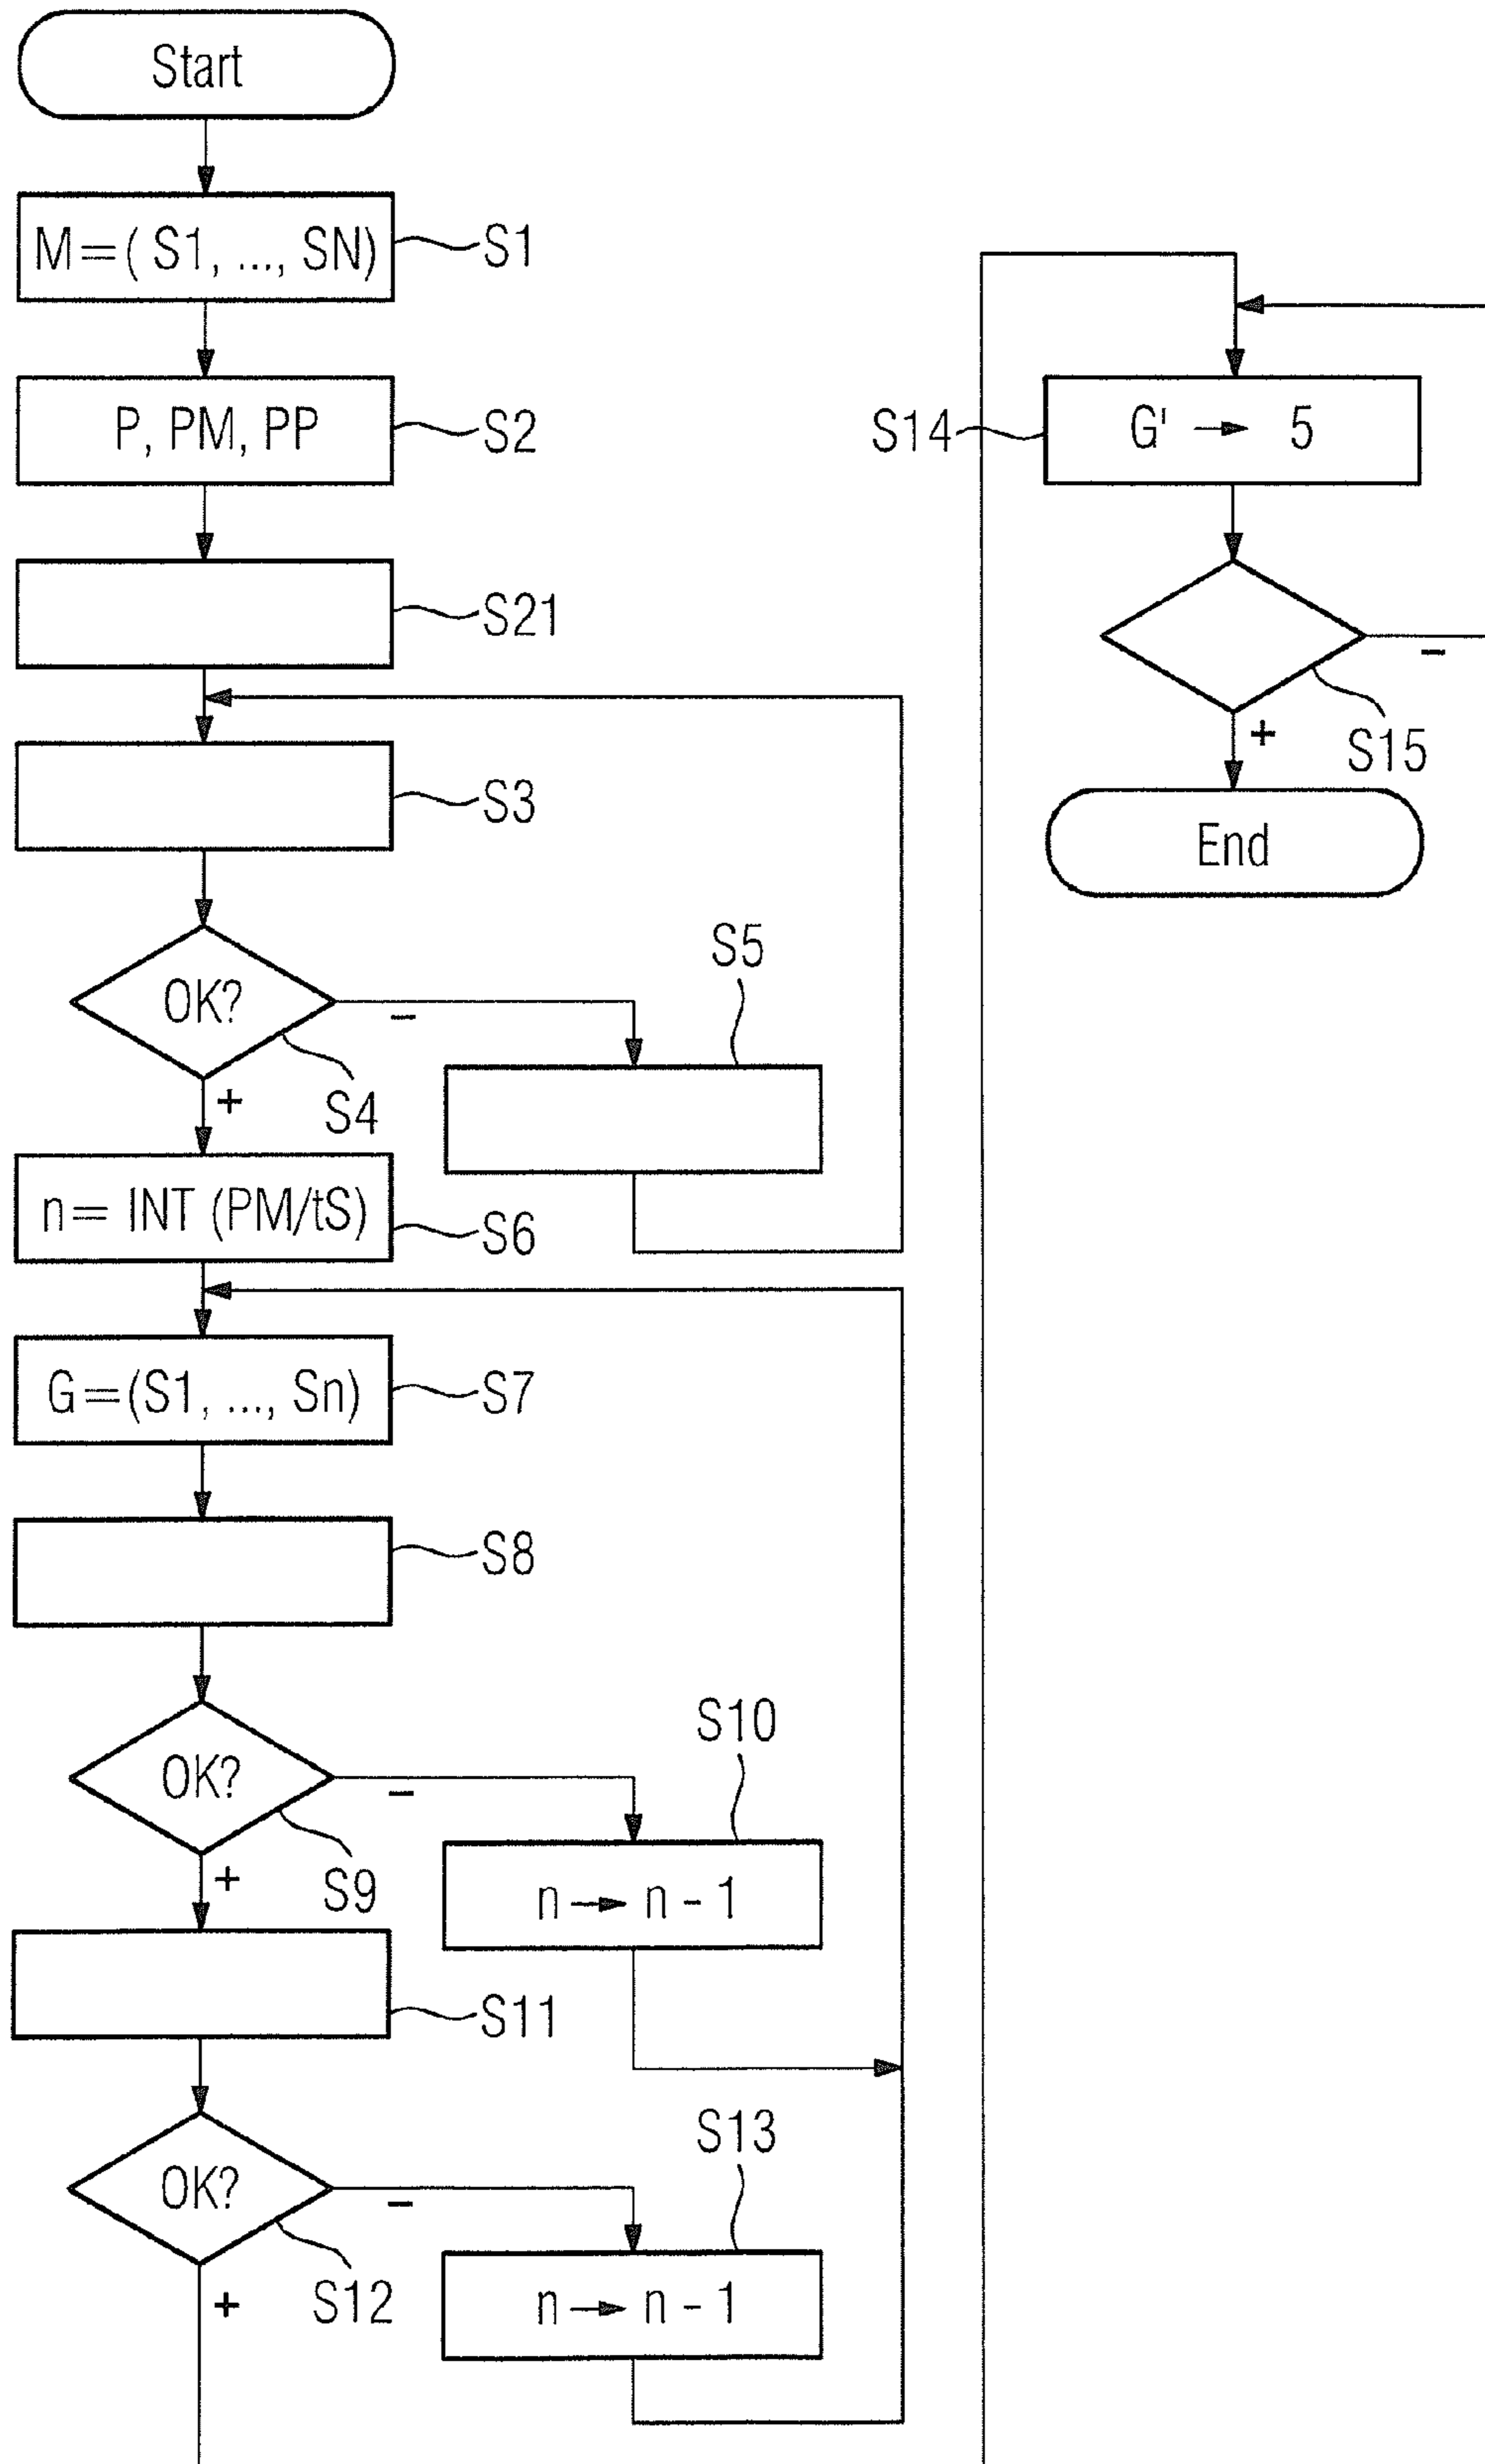 Start
M=( S1, ..., SN)
S1
P, PM, PP
S2
S21
S3
OK?
-
S4
+
S5
n= INT (PM/tS)
S6
G=(S1, ..., Sn)
S7
S8
OK?
-
S9
+
S10
n → n - 1
S11
OK?
-
S12
+
S13
n → n - 1
S14
G' → 5
-
+
S15
End